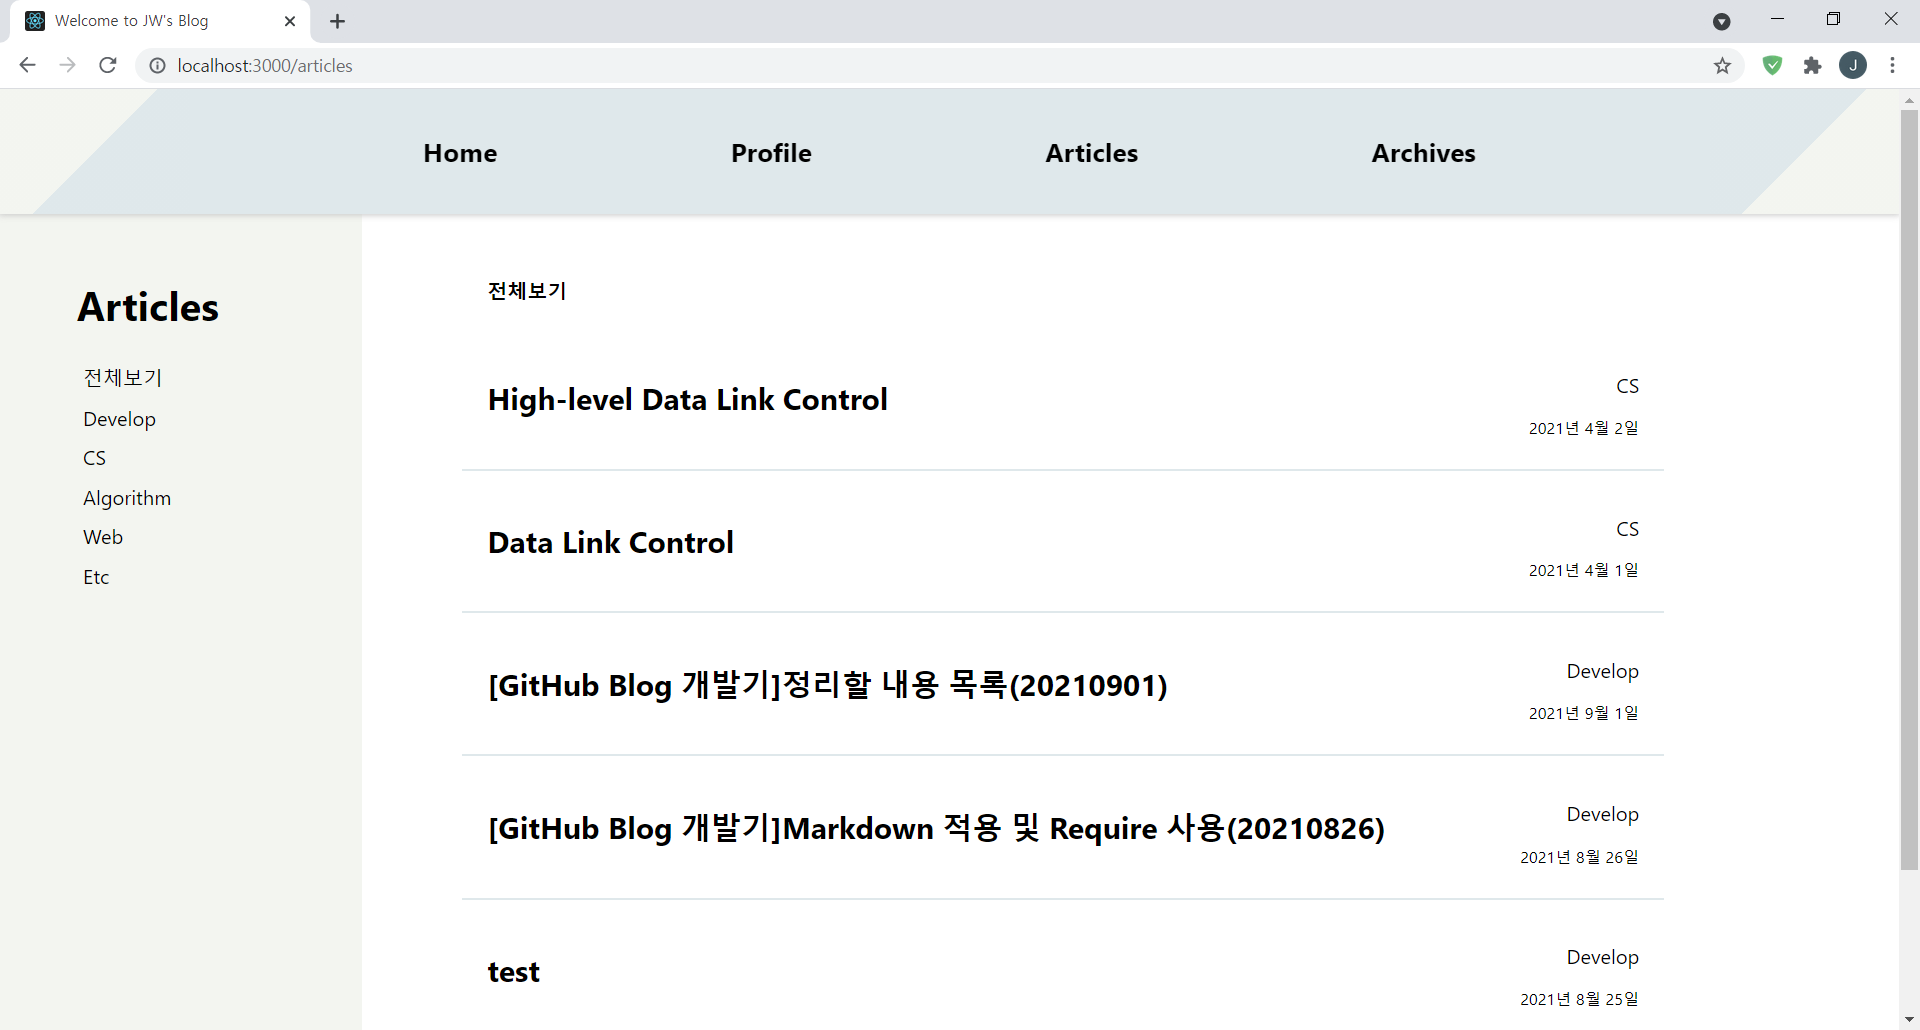 Welcome to JW's Blog
localhost:3000/articles
J
Home Profile Articles Archives
Articles
전체보기
Develop
CS
Algorithm
Web
Etc
전체보기
High-level Data Link Control
CS
2021년 4월 2일
Data Link Control
CS
2021년 4월 1일
[GitHub Blog 개발기]정리할 내용 목록(20210901)
Develop
2021년 9월 1일
[GitHub Blog 개발기]Markdown 적용 및 Require 사용(20210826)
Develop
2021년 8월 26일
test
Develop
2021년 8월 25일